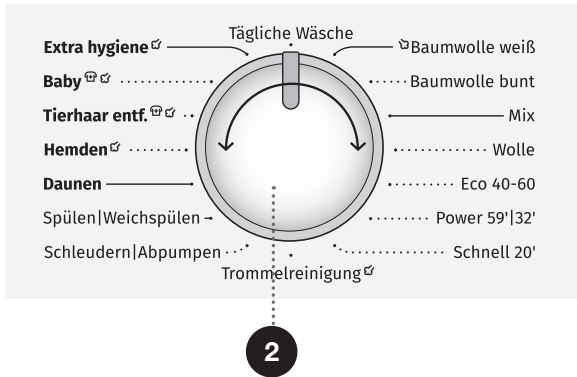 Tägliche Wäsche
Extra hygiene
Baby
Tierhaar entf.
Hemden
Daunen
Spülen|Weichspülen
Schleudern|Abpumpen
Baumwolle weiß
Baumwolle bunt
Mix
Wolle
Eco 40-60
Power 59'|32'
Schnell 20'
Trommelreinigung
2